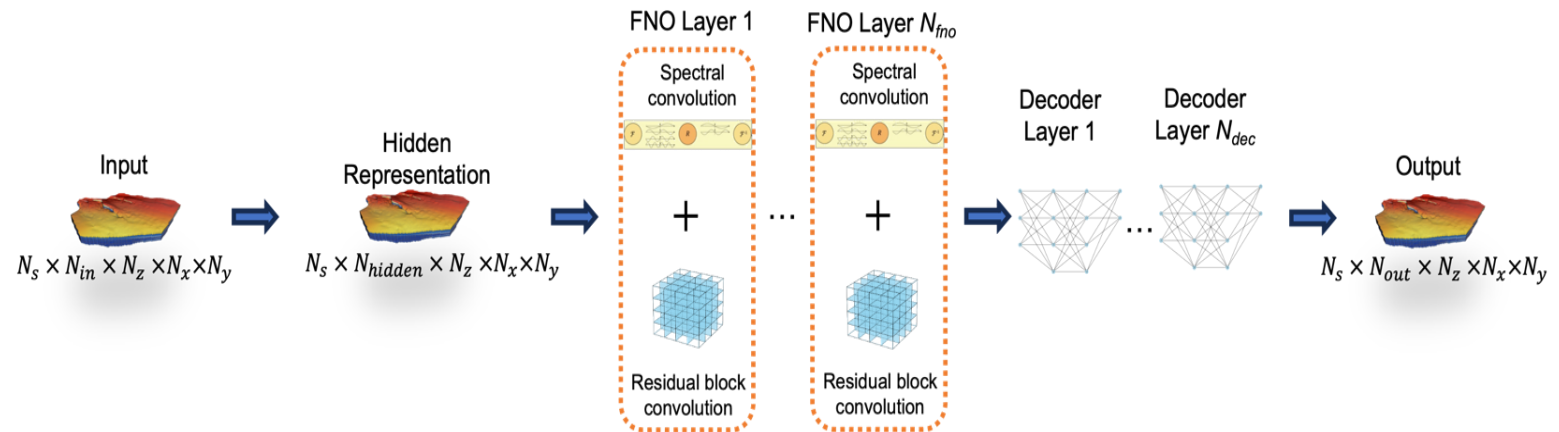 Input
N_s × N_in × N_z ×N_x×N_y
Hidden
Representation
N_s × N_hidden × N_z ×N_x×N_y
FNO Layer 1
Spectral
convolution
+
Residual block
convolution
...
FNO Layer N_fno
Spectral
convolution
+
Residual block
convolution
Decoder
Layer 1
...
Decoder
Layer N_dec
Output
N_s × N_out × N_z ×N_x×N_y